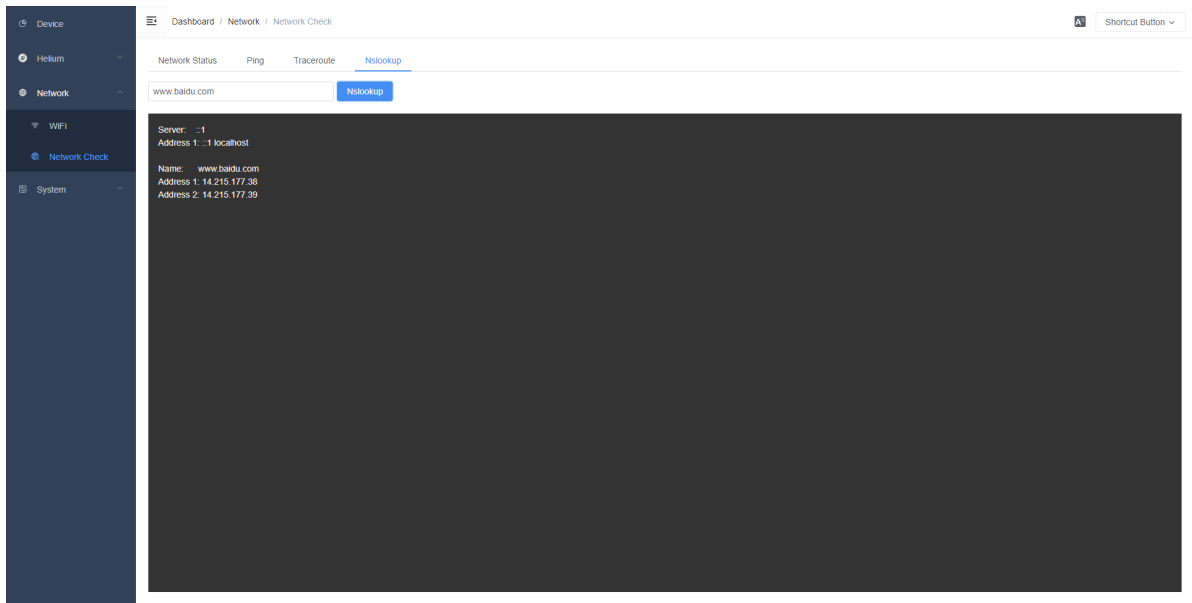 Device
Helium
Network
WiFi
Network Check
System
Dashboard / Network / Network Check
Shortcut Button
Network Status Ping Traceroute Nslookup
www.baidu.com Nslookup
Server: ::1
Address 1: ::1 localhost
Name: www.baidu.com
Address 1: 14.215.177.38
Address 2: 14.215.177.39